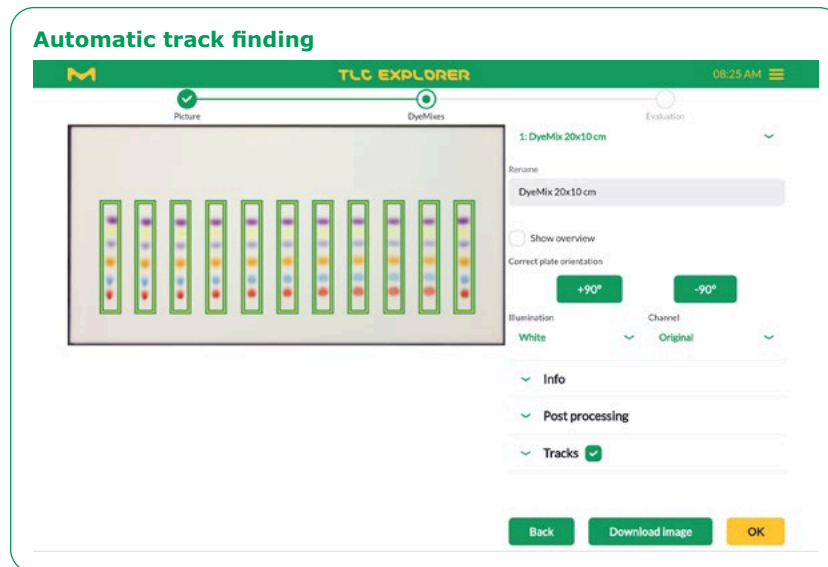 Automatic track finding
TLC EXPLORER
08:25 AM
Picture
DyeMixes
Evaluation
1: DyeMix 20x10 cm
Rename
DyeMix 20x10 cm
Show overview
Correct plate orientation
+90°
-90°
Illumination
Channel
White
Original
Info
Post processing
Tracks
Back
Download image
OK